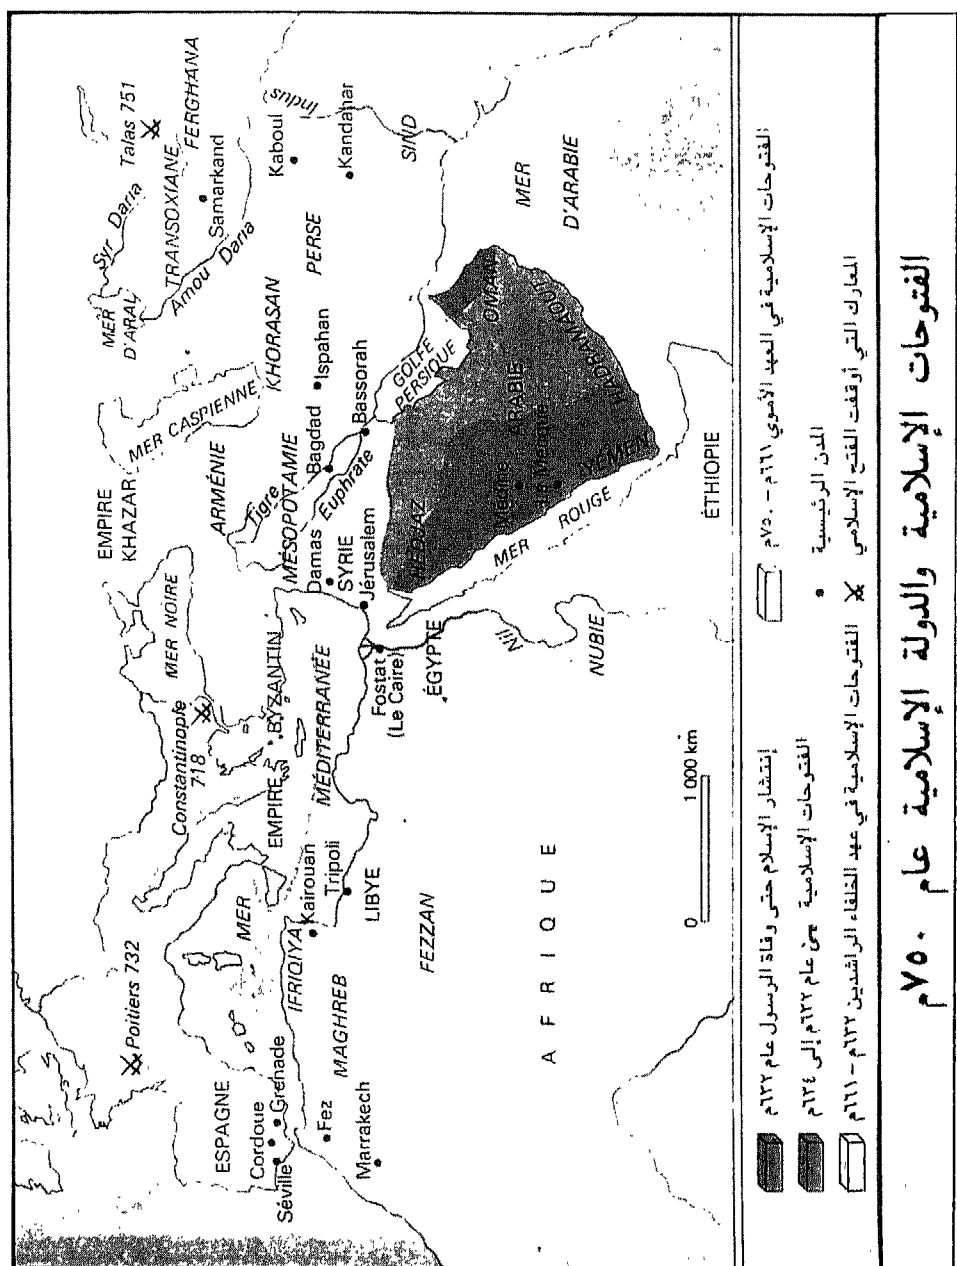 Poitiers 732
Constantinople
718
MER NOIRE
EMPIRE
KHAZAR
MER CASPIENNE
MER
D'ARAL
Syr Daria
Talas 751
TRANSOXIANE
FERGHANA
Samarkand
Amou Daria
ESPAGNE
Cordoue
Séville
Grenade
MER
MÉDITERRANÉE
EMPIRE
BYZANTIN
ARMÉNIE
Tigre
MÉSOPOTAMIE
Euphrate
KHORASAN
PERSE
Ispahan
Bagdad
Bassorah
Kaboul
Kandahar
Indus
SIND
Fez
Marrakech
MAGHREB
IFRIQIYA
Kairouan
Tripoli
LIBYE
FEZZAN
Damas
SYRIE
Jérusalem
Fostat
(Le Caire)
ÉGYPTE
Nil
NUBIE
HEDJAZ
MER
ROUGE
Médine
La Mecque
ARABIE
GOLFE
PERSIQUE
OMAN
YEMEN
HADRAMAOUT
MER
D'ARABIE
ÉTHIOPIE
AFRIQUE
0 1 000 km
إنتشار الإسلام حتى وفاة الرسول عام ٦٣٢م
الفتوحات الإسلامية في العهد الأموي ٦٦١م - ٧٥٠م
الفتوحات الإسلامية من عام ٦٣٢م إلى ٦٣٤م
المدن الرئيسية
الفتوحات الإسلامية في عهد الخلفاء الراشدين ٦٣٢م - ٦٦١م
المعارك التي أوقفت الفتح الإسلامي
الفتوحات الإسلامية والدولة الإسلامية عام ٧٥٠م